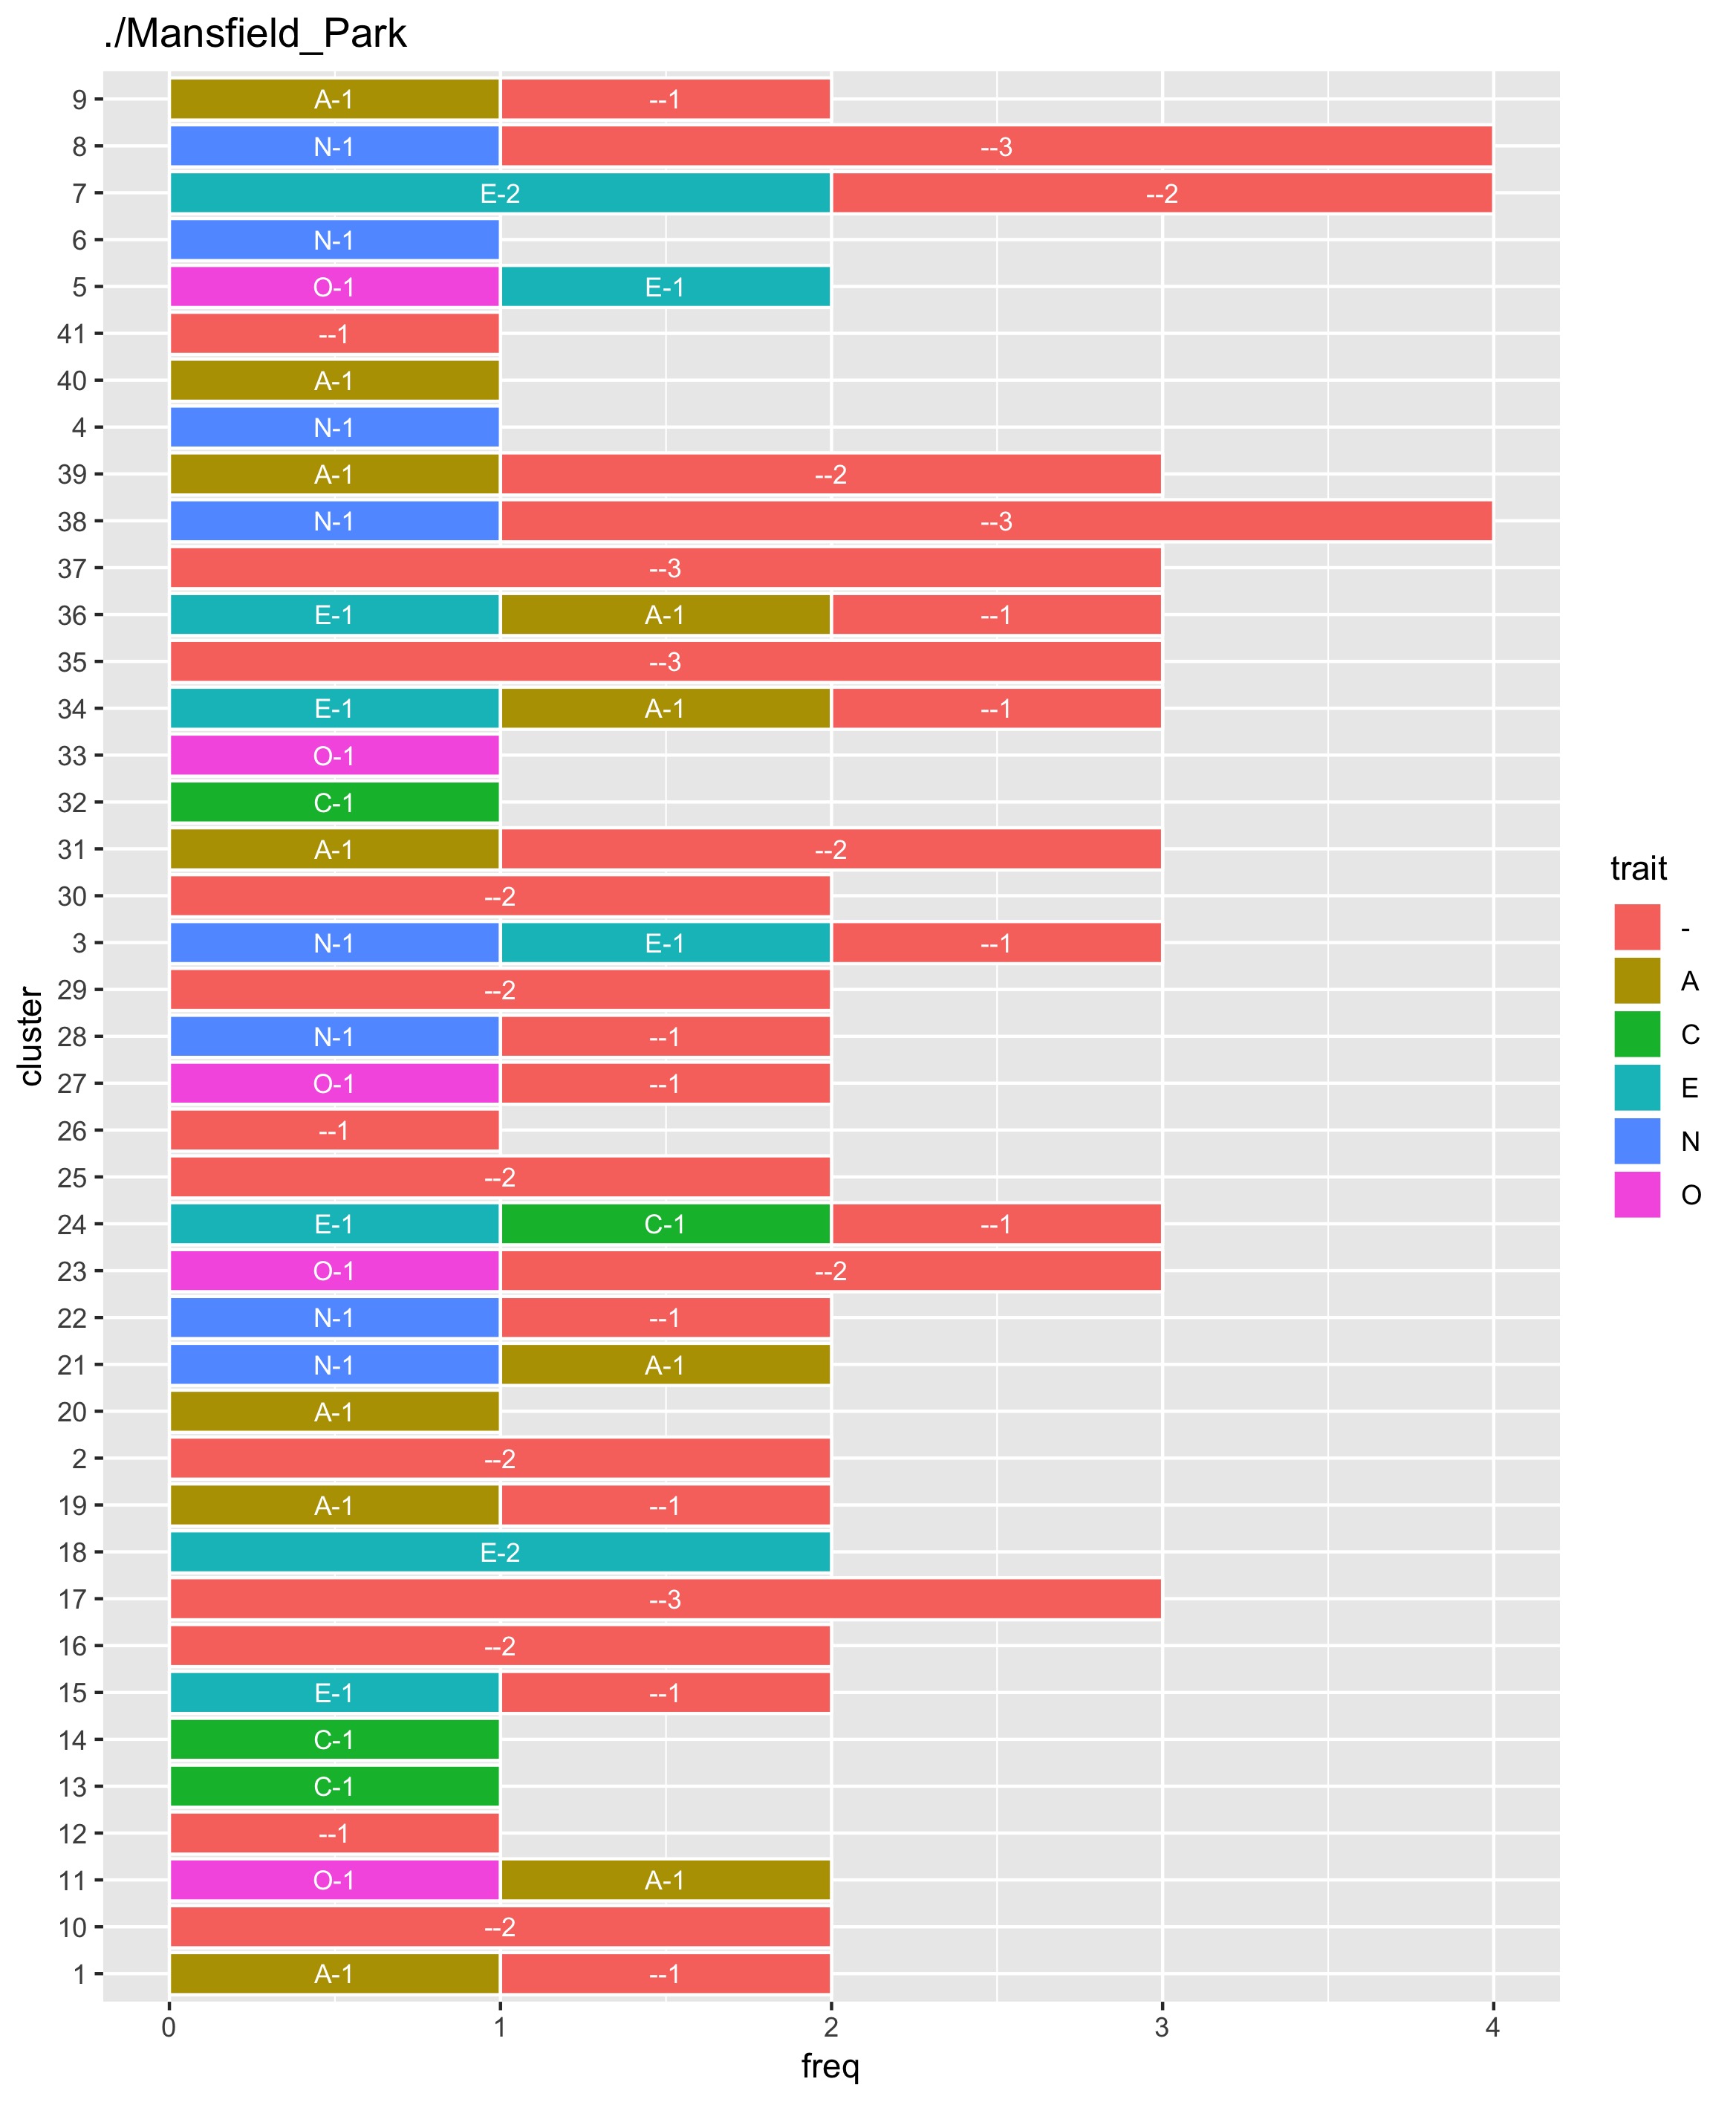 ./Mansfield_Park
9 A-1 --1
8 N-1 --3
7 E-2 --2
6 N-1
5 O-1 E-1
41 --1
40 A-1
4 N-1
39 A-1 --2
38 N-1 --3
37 --3
36 E-1 A-1 --1
35 --3
34 E-1 A-1 --1
33 O-1
32 C-1
31 A-1 --2
30 --2
3 N-1 E-1 --1
29 --2
28 N-1 --1
27 O-1 --1
26 --1
25 --2
24 E-1 C-1 --1
23 O-1 --2
22 N-1 --1
21 N-1 A-1
20 A-1
2 --2
19 A-1 --1
18 E-2
17 --3
16 --2
15 E-1 --1
14 C-1
13 C-1
12 --1
11 O-1 A-1
10 --2
1 A-1 --1
0 1 2 3 4
freq
cluster
trait
-
A
C
E
N
O